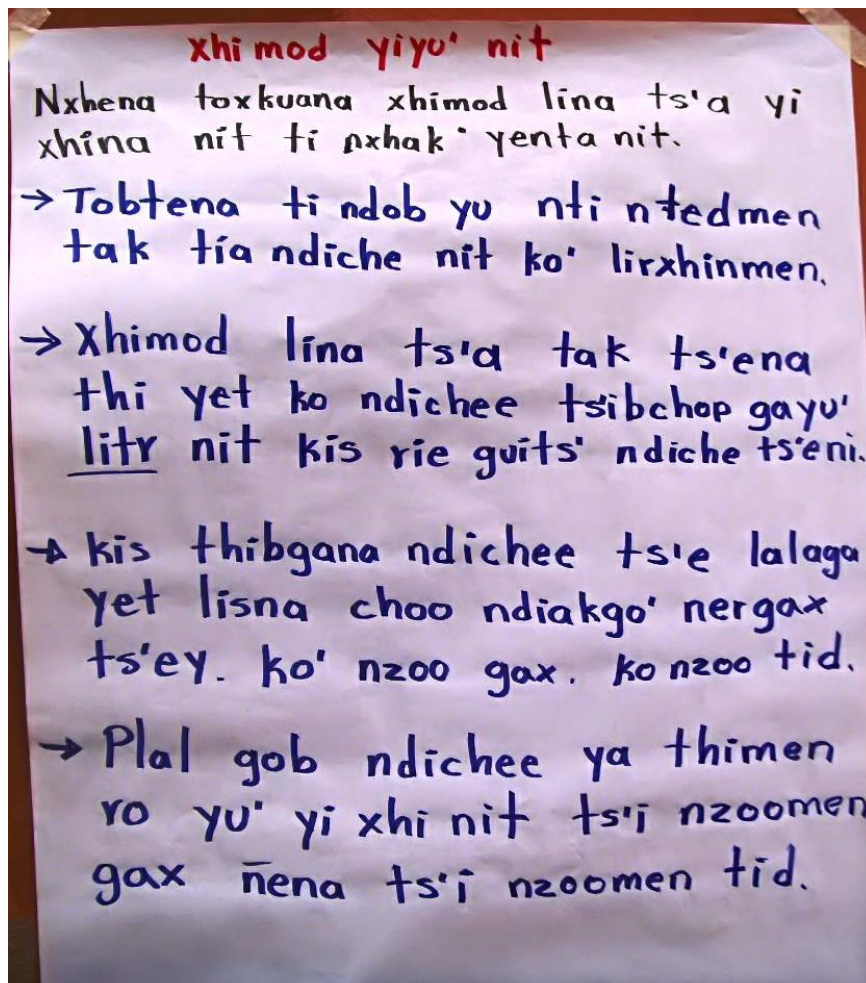 xhi mod yiyu' nit
Nxhena toxkuana xhimod lina ts'a yi
xhina nit ti nxhak' yenta nit.
→ Tobtena ti ndob yu nti ntedmen
tak tia ndiche nit ko' lirxhinmen.
→ Xhimod lina ts'a tak ts'ena
thi yet ko ndichee tsibchop gayu'
litr nit kis rie guits' ndiche ts'eni.
→ kis thibgana ndichee ts'e lalaga
yet lisna choo ndiakgo' nergax
ts'ey. ko' nzoo gax. ko nzoo tid.
→ Plal gob ndichee ya thimen
ro yu' yi xhi nit ts'i nzoomen
gax n̄ena ts'i nzoomen tid.